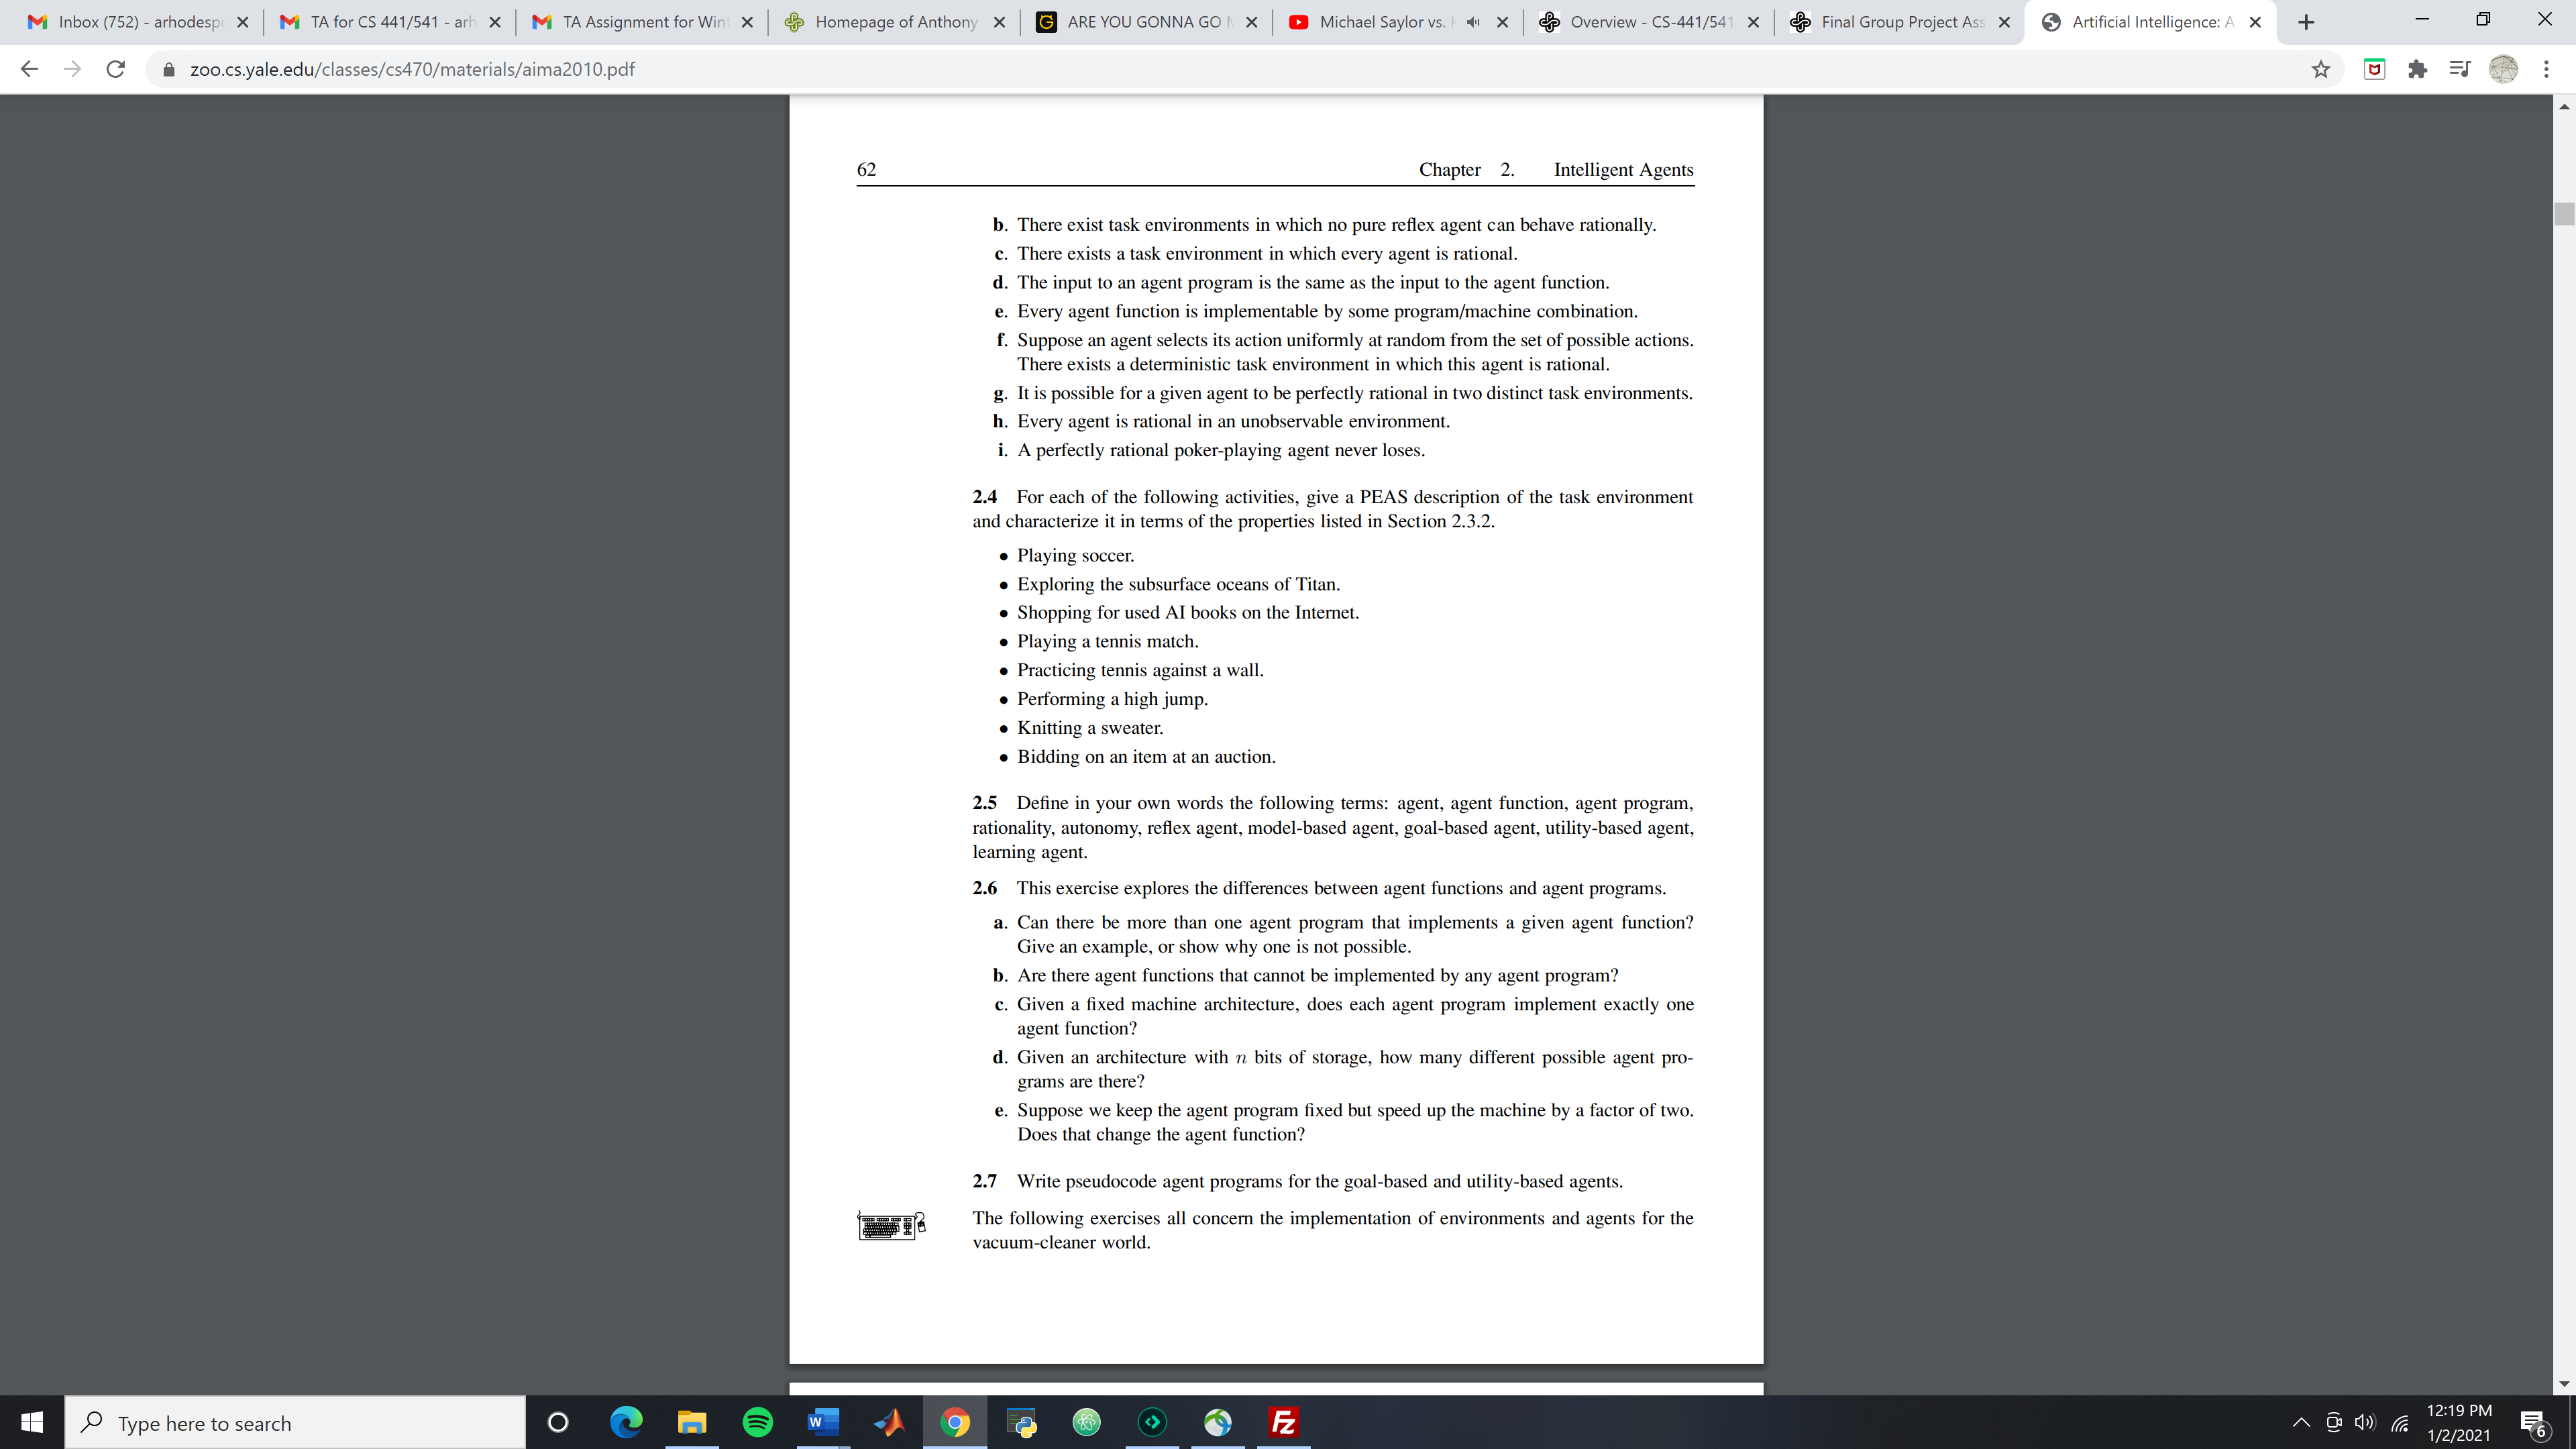 Inbox (752) - arhodesp
TA for CS 441/541 - arh
TA Assignment for Wint
Homepage of Anthony
ARE YOU GONNA GO
Michael Saylor vs.
Overview - CS-441/541
Final Group Project Ass
Artificial Intelligence: A
zoo.cs.yale.edu/classes/cs470/materials/aima2010.pdf
62 Chapter 2. Intelligent Agents
b. There exist task environments in which no pure reflex agent can behave rationally.
c. There exists a task environment in which every agent is rational.
d. The input to an agent program is the same as the input to the agent function.
e. Every agent function is implementable by some program/machine combination.
f. Suppose an agent selects its action uniformly at random from the set of possible actions.
There exists a deterministic task environment in which this agent is rational.
g. It is possible for a given agent to be perfectly rational in two distinct task environments.
h. Every agent is rational in an unobservable environment.
i. A perfectly rational poker-playing agent never loses.
2.4 For each of the following activities, give a PEAS description of the task environment
and characterize it in terms of the properties listed in Section 2.3.2.
• Playing soccer.
• Exploring the subsurface oceans of Titan.
• Shopping for used AI books on the Internet.
• Playing a tennis match.
• Practicing tennis against a wall.
• Performing a high jump.
• Knitting a sweater.
• Bidding on an item at an auction.
2.5 Define in your own words the following terms: agent, agent function, agent program,
rationality, autonomy, reflex agent, model-based agent, goal-based agent, utility-based agent,
learning agent.
2.6 This exercise explores the differences between agent functions and agent programs.
a. Can there be more than one agent program that implements a given agent function?
Give an example, or show why one is not possible.
b. Are there agent functions that cannot be implemented by any agent program?
c. Given a fixed machine architecture, does each agent program implement exactly one
agent function?
d. Given an architecture with n bits of storage, how many different possible agent pro-
grams are there?
e. Suppose we keep the agent program fixed but speed up the machine by a factor of two.
Does that change the agent function?
2.7 Write pseudocode agent programs for the goal-based and utility-based agents.
The following exercises all concern the implementation of environments and agents for the
vacuum-cleaner world.
Type here to search
12:19 PM
1/2/2021
6